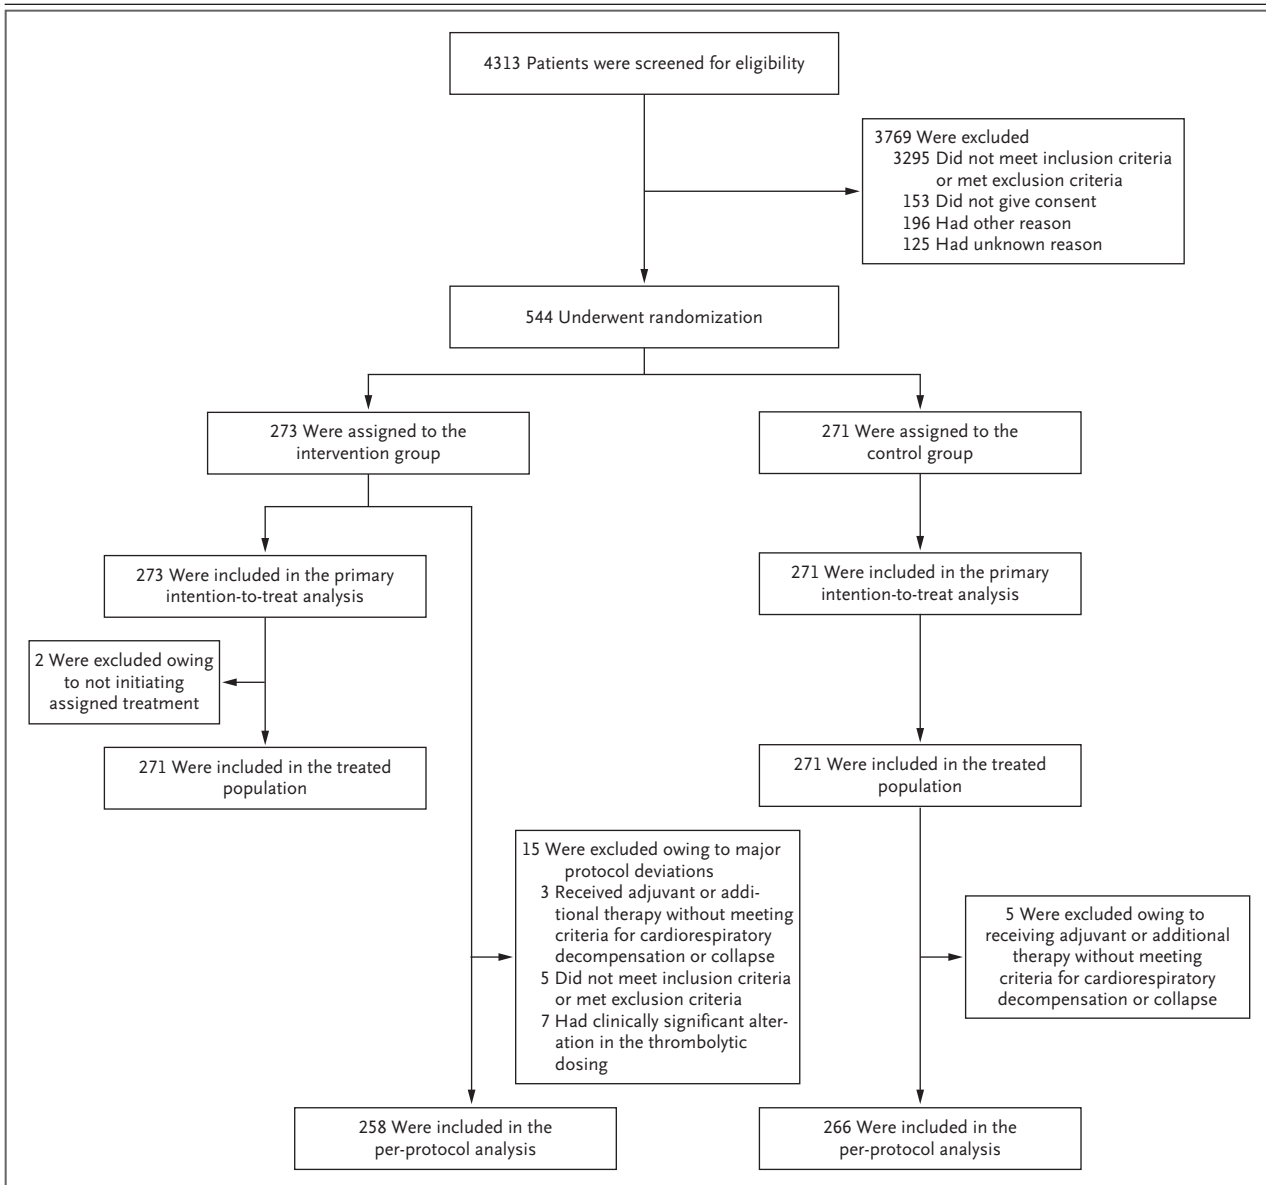 4313 Patients were screened for eligibility
3769 Were excluded
3295 Did not meet inclusion criteria
or met exclusion criteria
153 Did not give consent
196 Had other reason
125 Had unknown reason
544 Underwent randomization
273 Were assigned to the
intervention group
271 Were assigned to the
control group
273 Were included in the primary
intention-to-treat analysis
271 Were included in the primary
intention-to-treat analysis
2 Were excluded owing
to not initiating
assigned treatment
271 Were included in the treated
population
271 Were included in the treated
population
15 Were excluded owing to major
protocol deviations
3 Received adjuvant or addi-
tional therapy without meeting
criteria for cardiorespiratory
decompensation or collapse
5 Did not meet inclusion criteria
or met exclusion criteria
7 Had clinically significant alter-
ation in the thrombolytic
dosing
5 Were excluded owing to
receiving adjuvant or additional
therapy without meeting
criteria for cardiorespiratory
decompensation or collapse
258 Were included in the
per-protocol analysis
266 Were included in the
per-protocol analysis